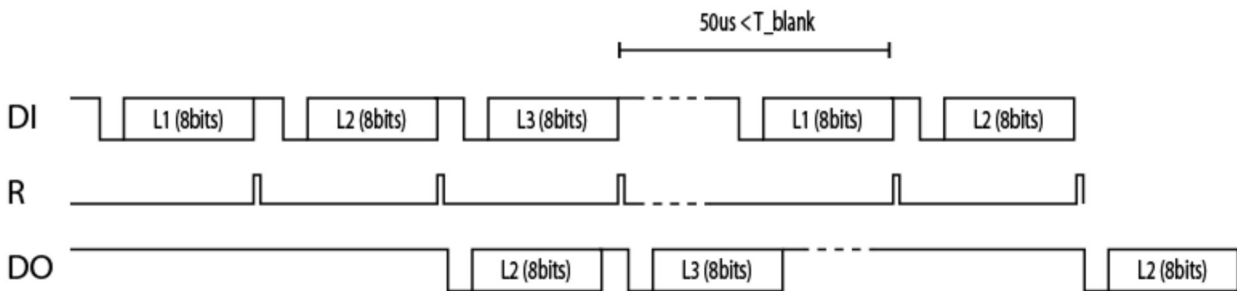 50us <T_blank
DI L1 (8bits) L2 (8bits) L3 (8bits) L1 (8bits) L2 (8bits)
R
DO L2 (8bits) L3 (8bits) L2 (8bits)